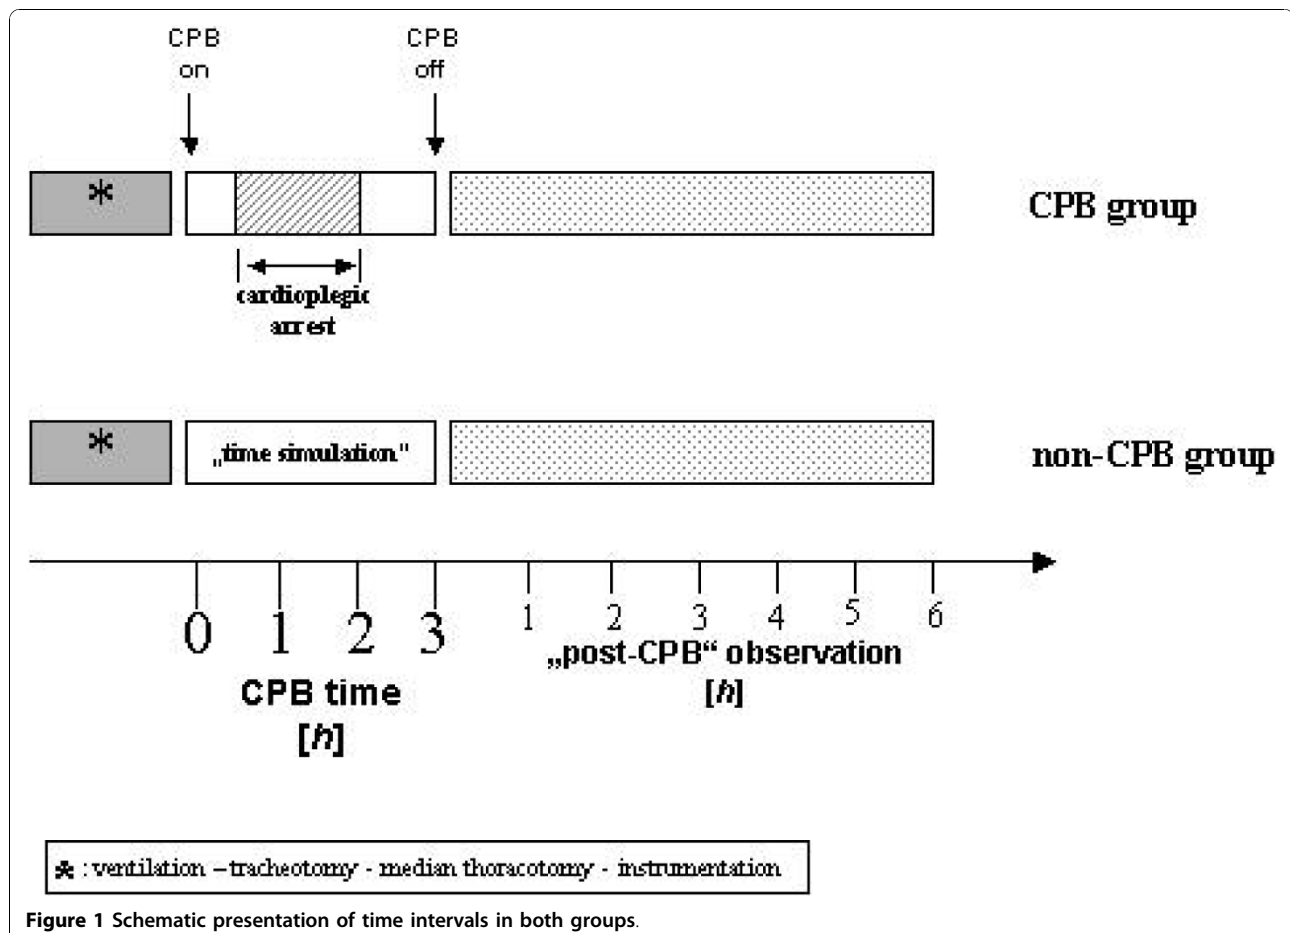 CPB
on
CPB
off
*
CPB group
cardioplegic
arrest
*
„time simulation“
non-CPB group
0 1 2 3 1 2 3 4 5 6
„post-CPB“ observation
[h]
CPB time
[h]
* : ventilation –tracheotomy - median thoracotomy - instrumentation
Figure 1 Schematic presentation of time intervals in both groups.